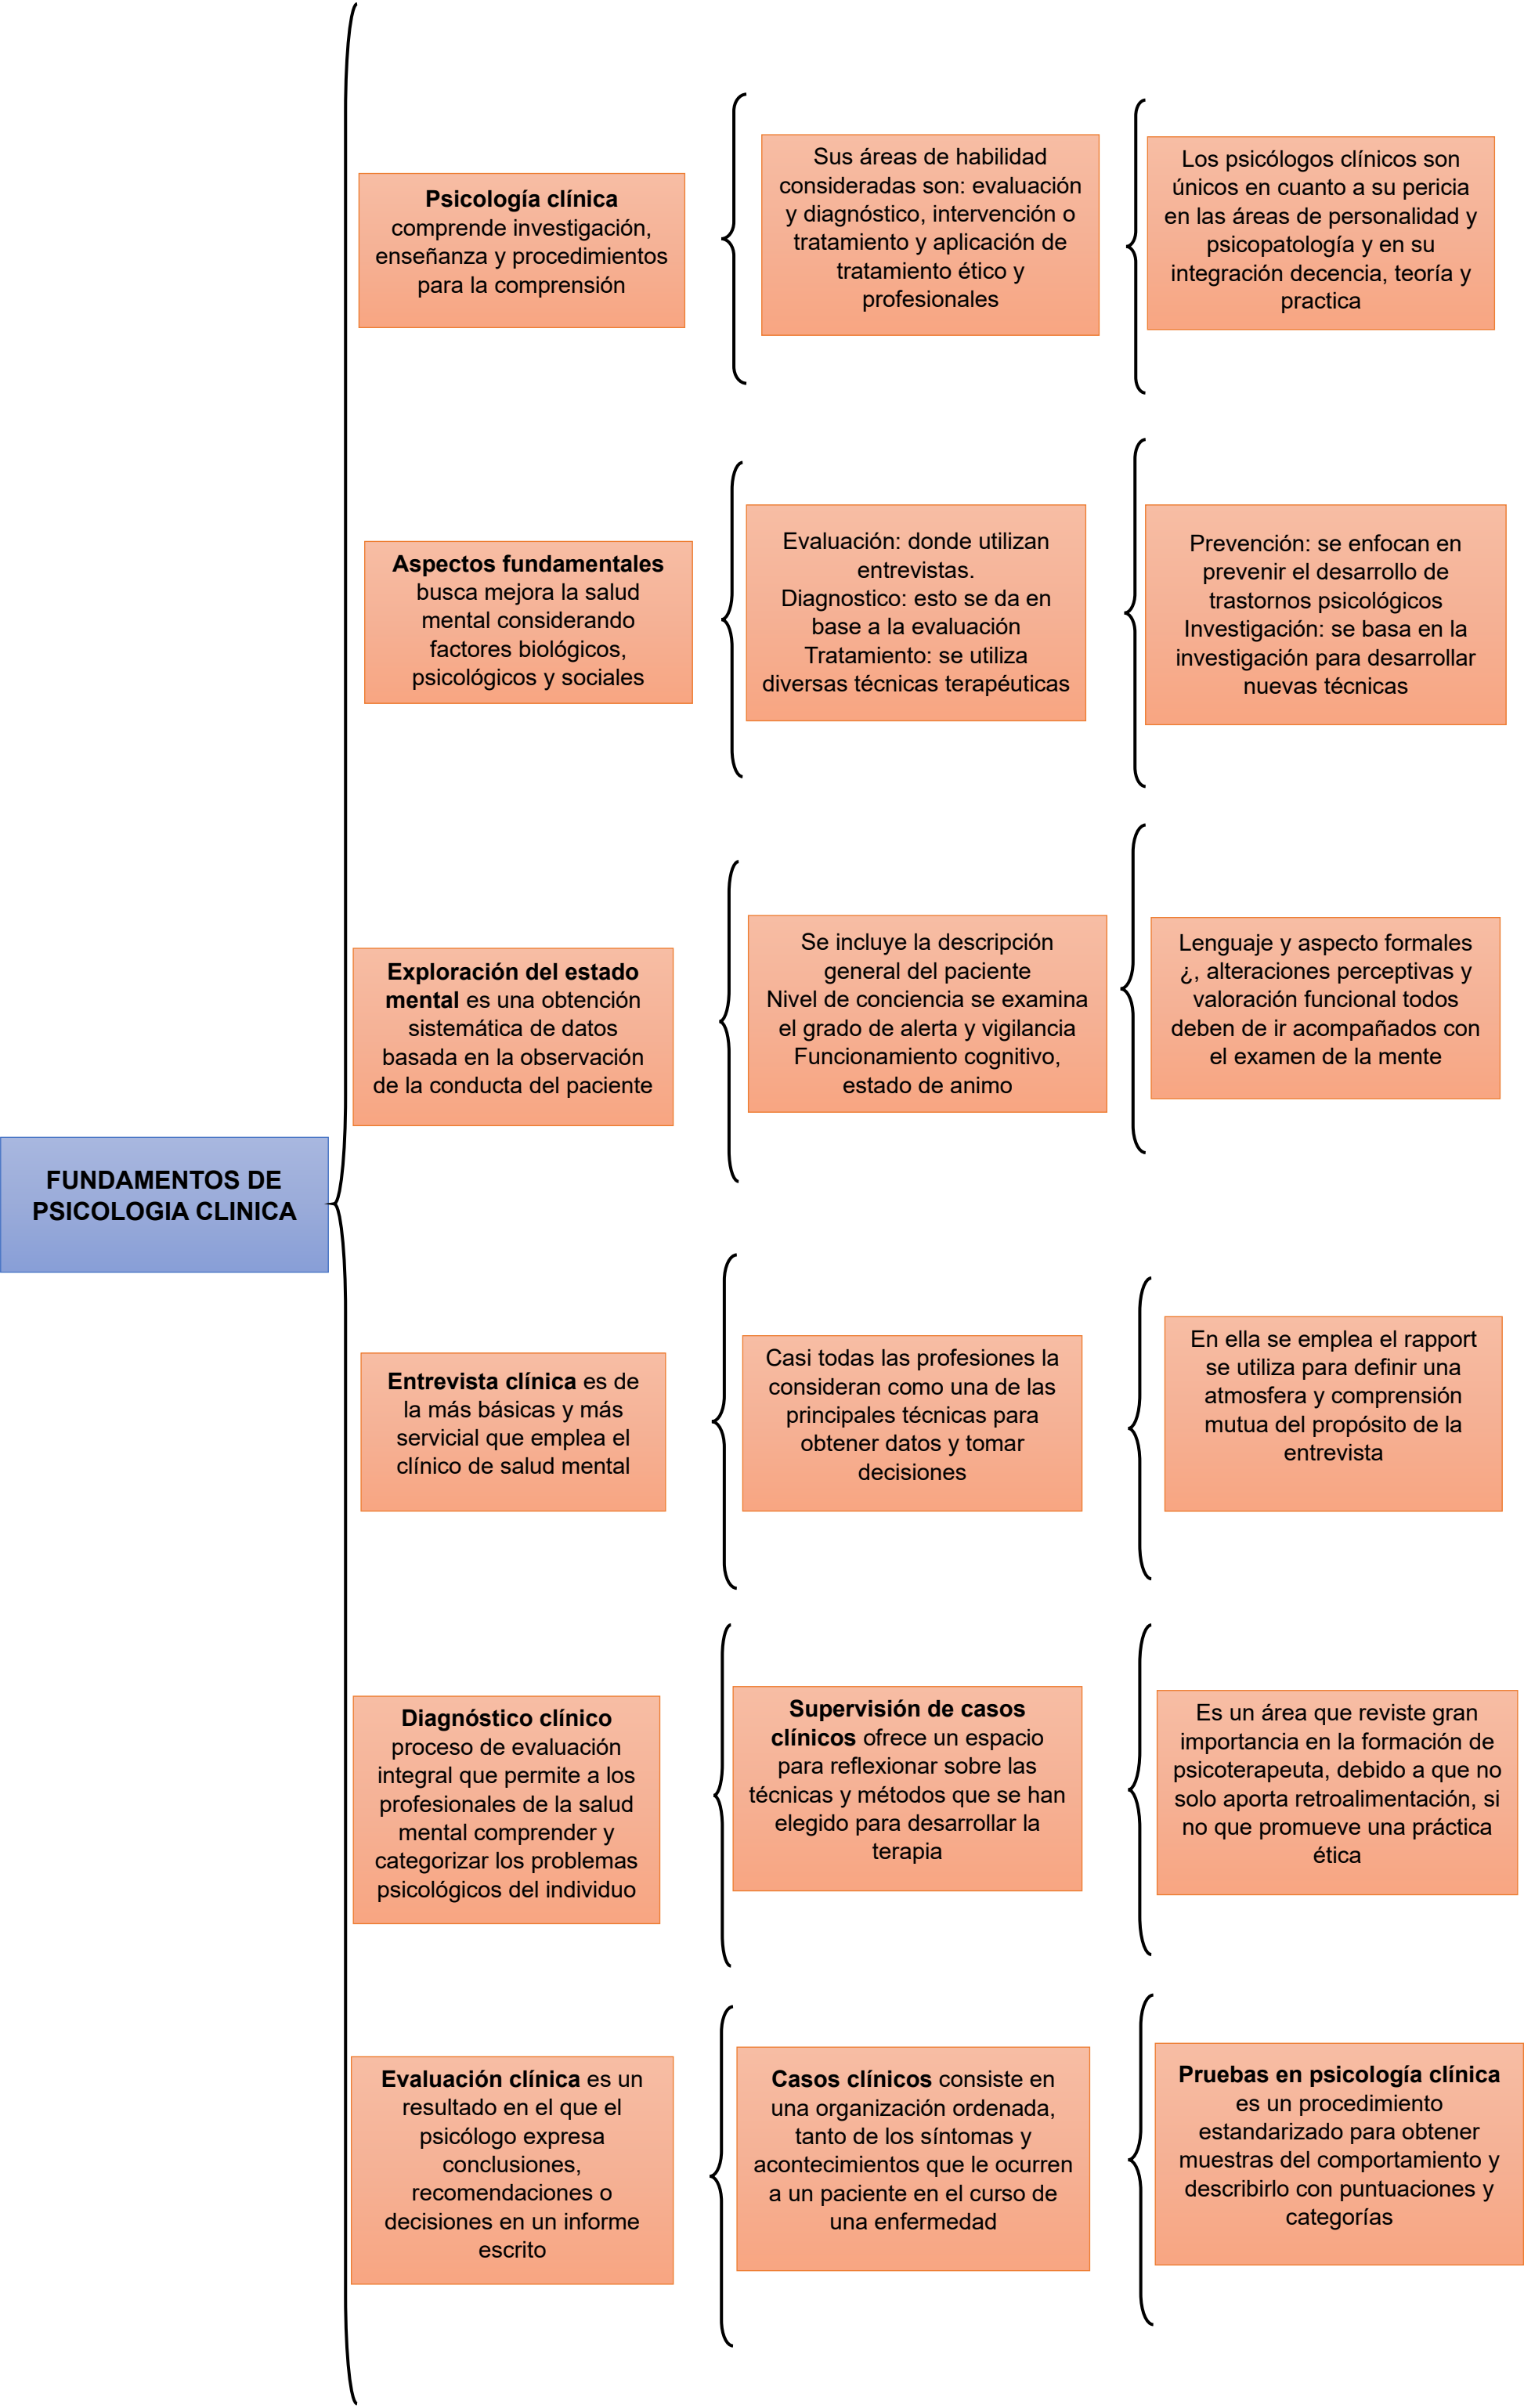 Psicología clínica
comprende investigación,
enseñanza y procedimientos
para la comprensión
Sus áreas de habilidad
consideradas son: evaluación
y diagnóstico, intervención o
tratamiento y aplicación de
tratamiento ético y
profesionales
Los psicólogos clínicos son
únicos en cuanto a su pericia
en las áreas de personalidad y
psicopatología y en su
integración decencia, teoría y
practica
Aspectos fundamentales
busca mejora la salud
mental considerando
factores biológicos,
psicológicos y sociales
Evaluación: donde utilizan
entrevistas.
Diagnostico: esto se da en
base a la evaluación
Tratamiento: se utiliza
diversas técnicas terapéuticas
Prevención: se enfocan en
prevenir el desarrollo de
trastornos psicológicos
Investigación: se basa en la
investigación para desarrollar
nuevas técnicas
Exploración del estado
mental es una obtención
sistemática de datos
basada en la observación
de la conducta del paciente
Se incluye la descripción
general del paciente
Nivel de conciencia se examina
el grado de alerta y vigilancia
Funcionamiento cognitivo,
estado de animo
Lenguaje y aspecto formales
¿, alteraciones perceptivas y
valoración funcional todos
deben de ir acompañados con
el examen de la mente
FUNDAMENTOS DE
PSICOLOGIA CLINICA
Entrevista clínica es de
la más básicas y más
servicial que emplea el
clínico de salud mental
Casi todas las profesiones la
consideran como una de las
principales técnicas para
obtener datos y tomar
decisiones
En ella se emplea el rapport
se utiliza para definir una
atmosfera y comprensión
mutua del propósito de la
entrevista
Diagnóstico clínico
proceso de evaluación
integral que permite a los
profesionales de la salud
mental comprender y
categorizar los problemas
psicológicos del individuo
Supervisión de casos
clínicos ofrece un espacio
para reflexionar sobre las
técnicas y métodos que se han
elegido para desarrollar la
terapia
Es un área que reviste gran
importancia en la formación de
psicoterapeuta, debido a que no
solo aporta retroalimentación, si
no que promueve una práctica
ética
Evaluación clínica es un
resultado en el que el
psicólogo expresa
conclusiones,
recomendaciones o
decisiones en un informe
escrito
Casos clínicos consiste en
una organización ordenada,
tanto de los síntomas y
acontecimientos que le ocurren
a un paciente en el curso de
una enfermedad
Pruebas en psicología clínica
es un procedimiento
estandarizado para obtener
muestras del comportamiento y
describirlo con puntuaciones y
categorías